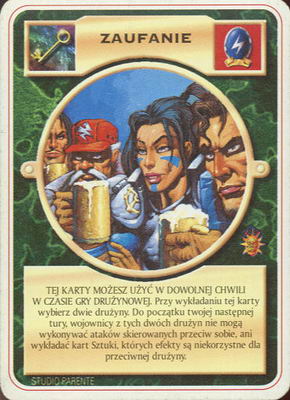 ZAUFANIE
TEJ KARTY MOŻESZ UŻYĆ W DOWOLNEJ CHWILI
W CZASIE GRY DRUŻYNOWEJ. Przy wykładaniu tej karty
wybierz dwie drużyny. Do początku twojej następnej
tury, wojownicy z tych dwóch drużyn nie mogą
wykonywać ataków skierowanych przeciw sobie, ani
wykładać kart Sztuki, których efekty są niekorzystne dla
przeciwnej drużyny.
STUDIO PARENTE